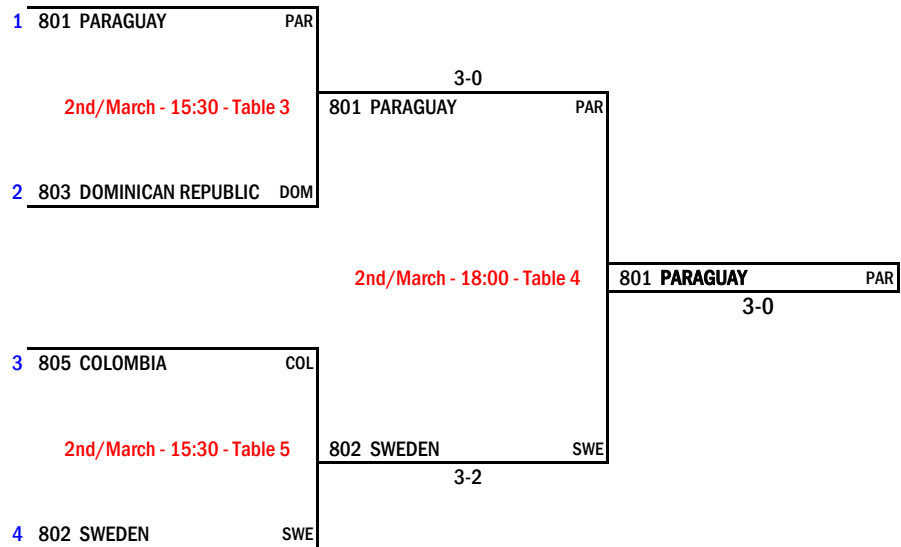 1 801 PARAGUAY PAR
3-0
2nd/March - 15:30 - Table 3 801 PARAGUAY PAR
2 803 DOMINICAN REPUBLIC DOM
2nd/March - 18:00 - Table 4 801 PARAGUAY PAR
3-0
3 805 COLOMBIA COL
2nd/March - 15:30 - Table 5 802 SWEDEN SWE
3-2
4 802 SWEDEN SWE